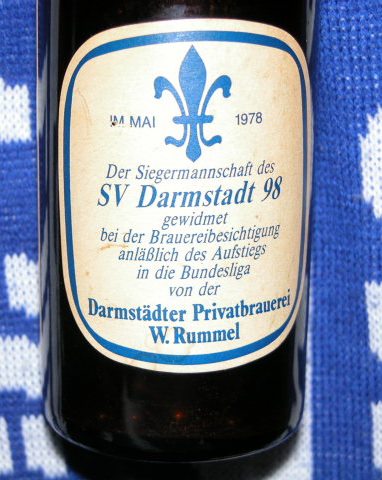 IM MAI 1978
Der Siegermannschaft des
SV Darmstadt 98
gewidmet
bei der Brauereibesichtigung
anläßlich des Aufstiegs
in die Bundesliga
von der
Darmstädter Privatbrauerei
W. Rummel